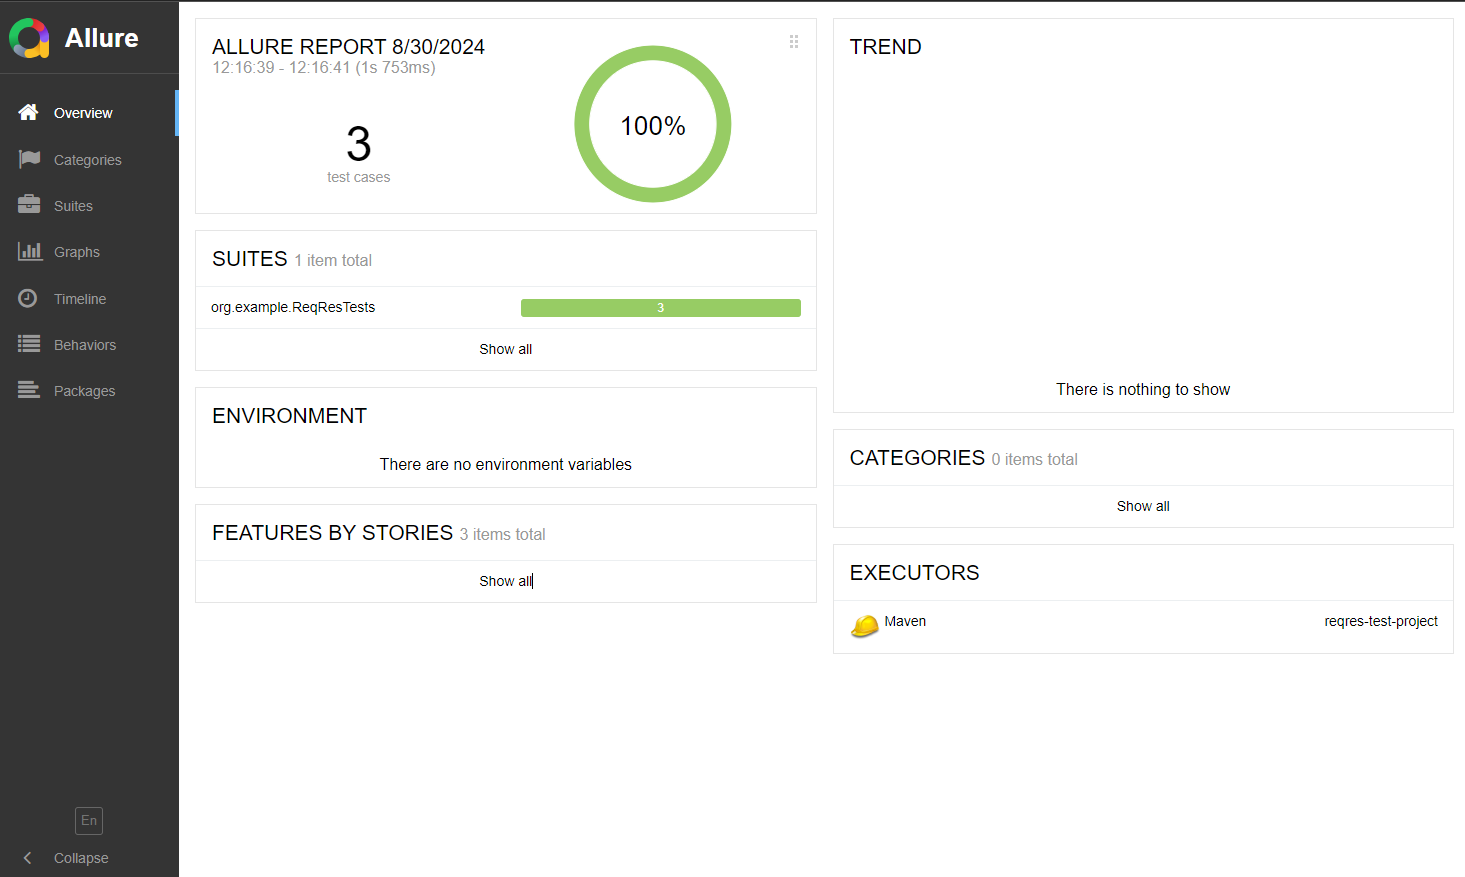 Allure
Overview
Categories
Suites
Graphs
Timeline
Behaviors
Packages
En
Collapse
ALLURE REPORT 8/30/2024
12:16:39 - 12:16:41 (1s 753ms)
3
test cases
100%
SUITES 1 item total
org.example.ReqResTests 3
Show all
ENVIRONMENT
There are no environment variables
FEATURES BY STORIES 3 items total
Show all
TREND
There is nothing to show
CATEGORIES 0 items total
Show all
EXECUTORS
Maven reqres-test-project